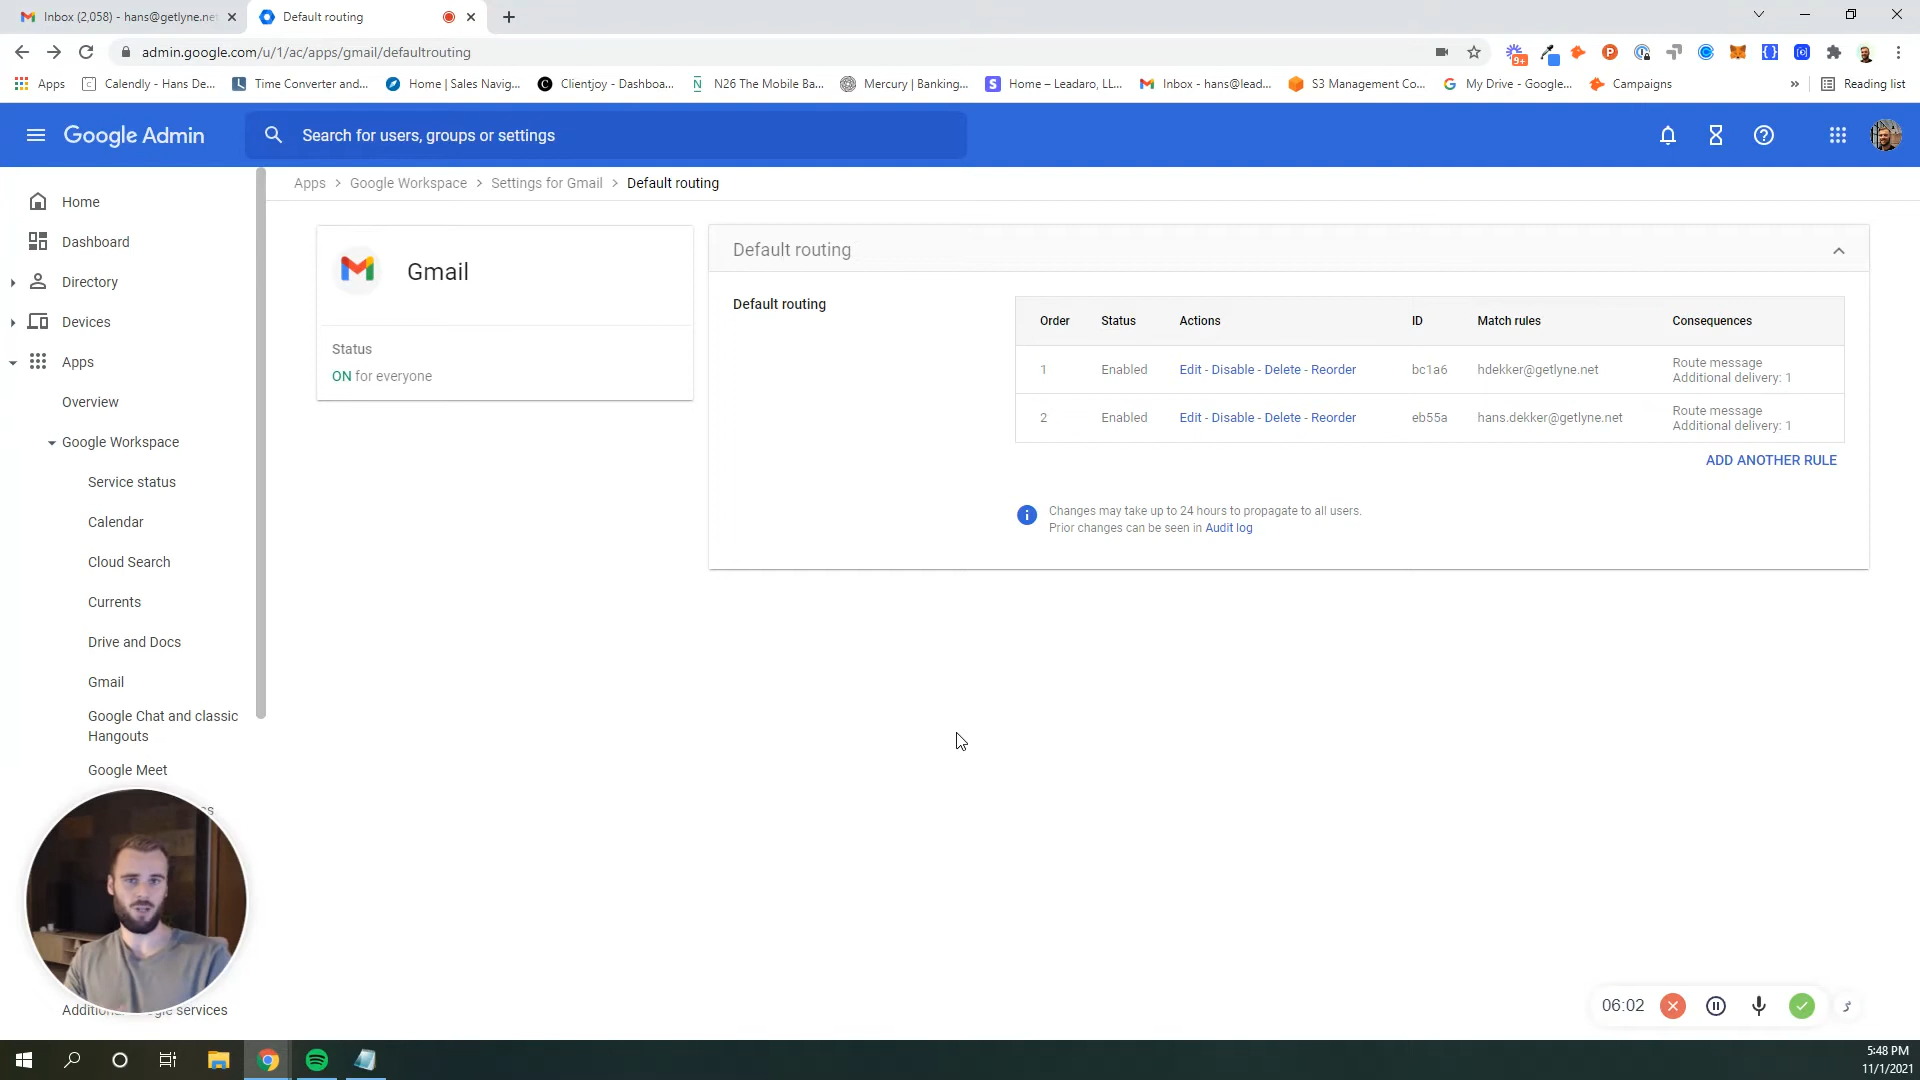 Inbox (2,058) - hans@getlyne.ne
Default routing
admin.google.com/u/1/ac/apps/gmail/defaultrouting
9+
Apps
Calendly - Hans De...
Time Converter and...
Home | Sales Navig...
Clientjoy - Dashboa...
N26 The Mobile Ba...
Mercury | Banking,...
Home – Leadaro, LL...
Inbox - hans@lead...
S3 Management Co...
My Drive - Google...
Campaigns
»
Reading list
Google Admin
Search for users, groups or settings
Apps > Google Workspace > Settings for Gmail > Default routing
Home
Dashboard
Directory
Devices
Apps
Overview
Google Workspace
Service status
Calendar
Cloud Search
Currents
Drive and Docs
Gmail
Google Chat and classic
Hangouts
Google Meet
Gmail
Status
ON for everyone
Default routing
Default routing
Order Status Actions ID Match rules Consequences
1 Enabled Edit - Disable - Delete - Reorder bc1a6 hdekker@getlyne.net Route message
Additional delivery: 1
2 Enabled Edit - Disable - Delete - Reorder eb55a hans.dekker@getlyne.net Route message
Additional delivery: 1
ADD ANOTHER RULE
Changes may take up to 24 hours to propagate to all users.
Prior changes can be seen in Audit log
services
06:02
5:48 PM
11/1/2021